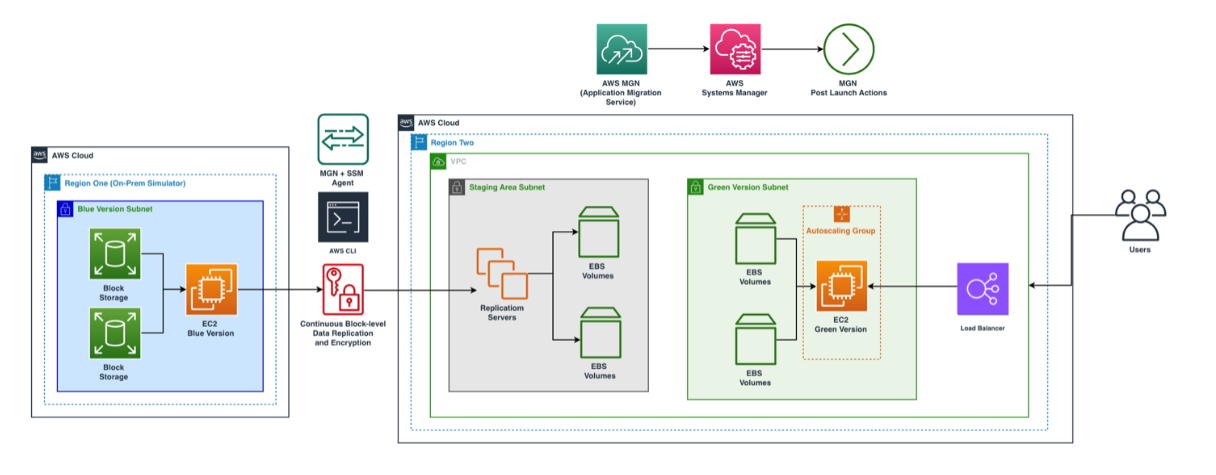 AWS MGN
(Application Migration
Service)
AWS
Systems Manager
MGN
Post Launch Actions
aws
AWS Cloud
Region One (On-Prem Simulator)
Blue Version Subnet
Block
Storage
Block
Storage
EC2
Blue Version
MGN + SSM
Agent
AWS CLI
Continuous Block-level
Data Replication
and Encryption
aws
AWS Cloud
Region Two
VPC
Staging Area Subnet
Replication
Servers
EBS
Volumes
EBS
Volumes
Green Version Subnet
EBS
Volumes
EBS
Volumes
Autoscaling Group
EC2
Green Version
Load Balancer
Users